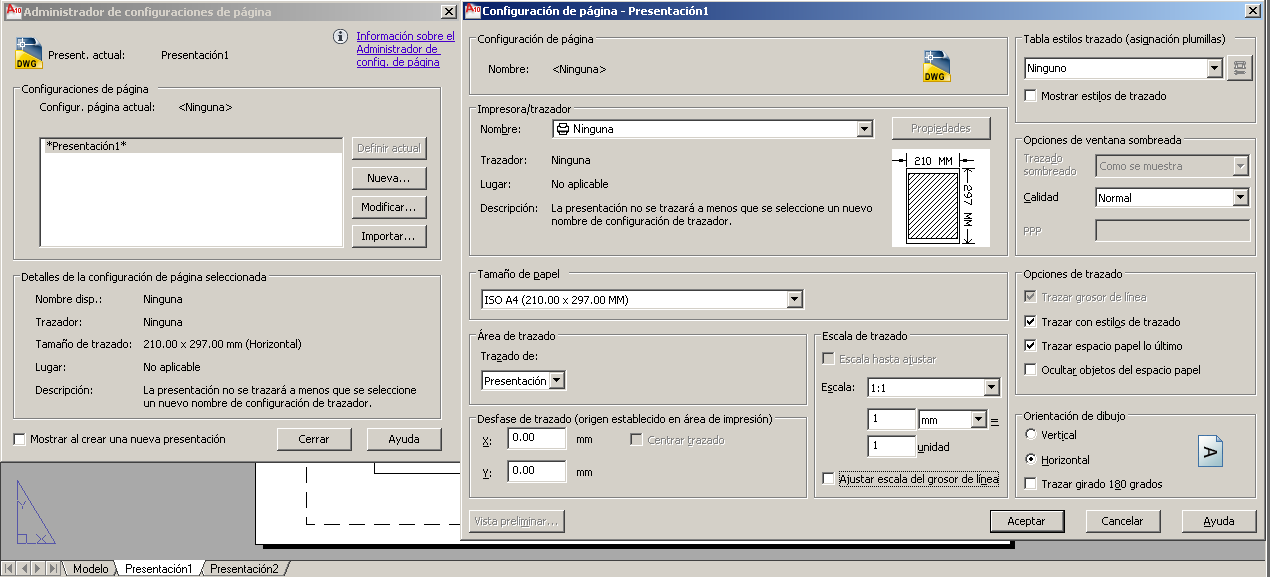 Administrador de configuraciones de página
Present. actual: Presentación1
Información sobre el
Administrador de
config. de página
DWG
Configuraciones de página
Configur. página actual: <Ninguna>
*Presentación1*
Definir actual
Nueva...
Modificar...
Importar...
Detalles de la configuración de página seleccionada
Nombre disp.: Ninguna
Trazador: Ninguna
Tamaño de trazado: 210.00 x 297.00 mm (Horizontal)
Lugar: No aplicable
Descripción: La presentación no se trazará a menos que se seleccione
un nuevo nombre de configuración de trazador.
Mostrar al crear una nueva presentación
Cerrar
Ayuda
Configuración de página - Presentación1
Configuración de página
Nombre: <Ninguna>
DWG
Impresora/trazador
Nombre: Ninguna
Propiedades
Trazador: Ninguna
Lugar: No aplicable
Descripción: La presentación no se trazará a menos que se seleccione un nuevo
nombre de configuración de trazador.
210 MM
297 MM
Tamaño de papel
ISO A4 (210.00 x 297.00 MM)
Área de trazado
Trazado de:
Presentación
Desfase de trazado (origen establecido en área de impresión)
X: 0.00 mm
Centrar trazado
Y: 0.00 mm
Escala de trazado
Escala hasta ajustar
Escala: 1:1
1 mm =
1 unidad
Ajustar escala del grosor de línea
Tabla estilos trazado (asignación plumillas)
Ninguno
Mostrar estilos de trazado
Opciones de ventana sombreada
Trazado
sombreado
Como se muestra
Calidad Normal
PPP
Opciones de trazado
Trazar grosor de línea
Trazar con estilos de trazado
Trazar espacio papel lo último
Ocultar objetos del espacio papel
Orientación de dibujo
Vertical
Horizontal
A
Trazar girado 180 grados
Vista preliminar...
Aceptar
Cancelar
Ayuda
Y
X
Modelo
Presentación1
Presentación2